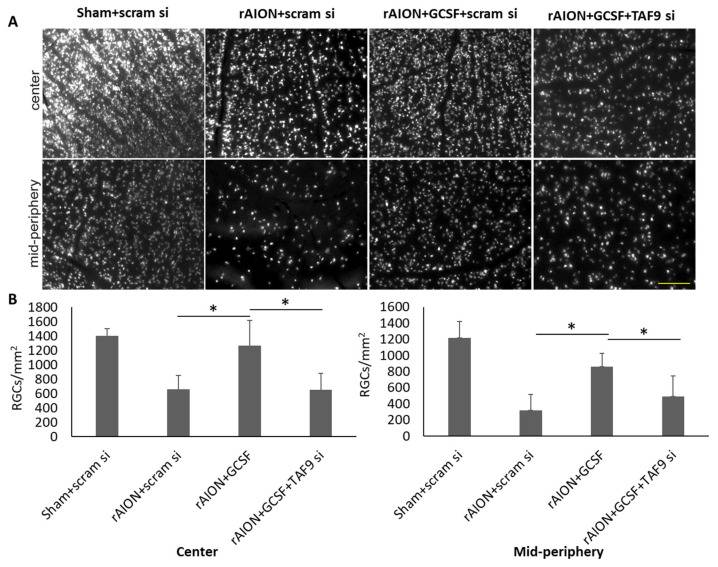 A
Sham+scram si
rAION+scram si
rAION+GCSF+scram si
rAION+GCSF+TAF9 si
center
mid-periphery
B
RGCs/mm²
1800
1600
1400
1200
1000
800
600
400
200
0
*
*
Sham+scram si
rAION+scram si
rAION+GCSF
rAION+GCSF+TAF9 si
Center
RGCs/mm²
1600
1400
1200
1000
800
600
400
200
0
*
*
Sham+scram si
rAION+scram si
rAION+GCSF
rAION+GCSF+TAF9 si
Mid-periphery